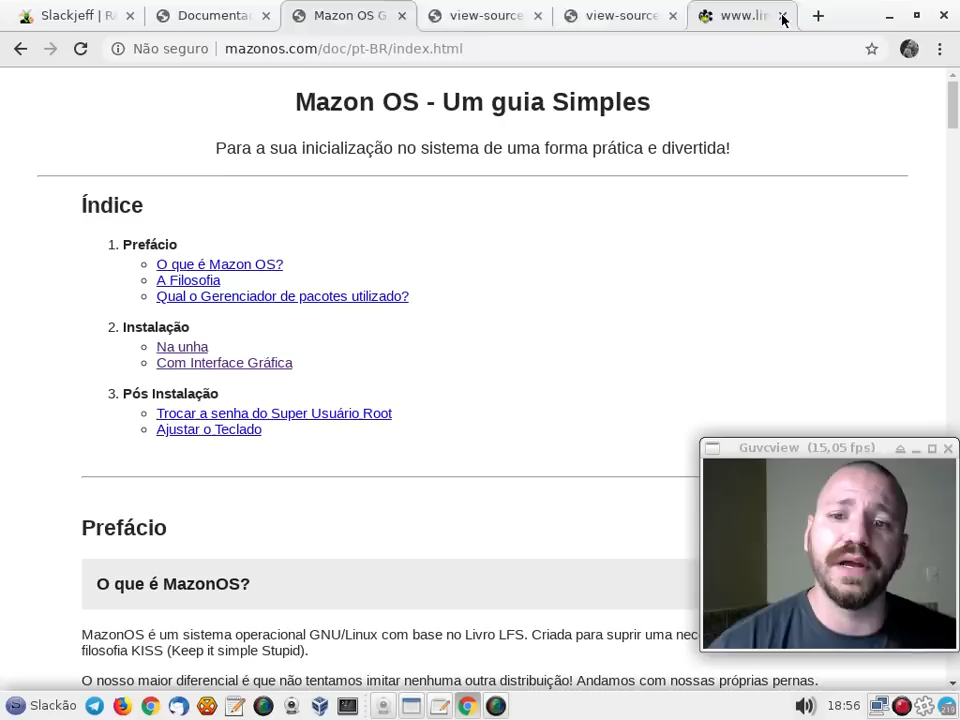 Slackjeff | RA
Documenta
Mazon OS G
view-source
view-source
www.lin
Não seguro
mazonos.com/doc/pt-BR/index.html
Mazon OS - Um guia Simples
Para a sua inicialização no sistema de uma forma prática e divertida!
Índice
1. Prefácio
O que é Mazon OS?
A Filosofia
Qual o Gerenciador de pacotes utilizado?
2. Instalação
Na unha
Com Interface Gráfica
3. Pós Instalação
Trocar a senha do Super Usuário Root
Ajustar o Teclado
Guvcview (15,05 fps)
Prefácio
O que é MazonOS?
MazonOS é um sistema operacional GNU/Linux com base no Livro LFS. Criada para suprir uma nec
filosofia KISS (Keep it simple Stupid).
O nosso maior diferencial é que não tentamos imitar nenhuma outra distribuição! Andamos com nossas próprias pernas.
Slackão
18:56
219